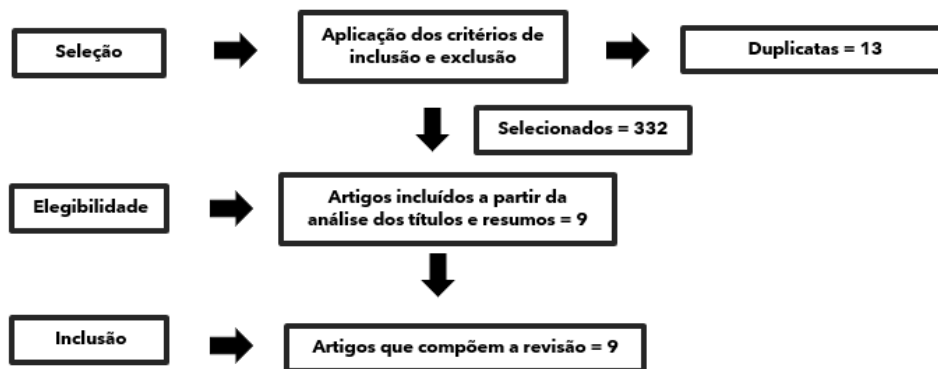 Seleção
Aplicação dos critérios de
inclusão e exclusão
Duplicatas = 13
Selecionados = 332
Elegibilidade
Artigos incluídos a partir da
análise dos títulos e resumos = 9
Inclusão
Artigos que compõem a revisão = 9